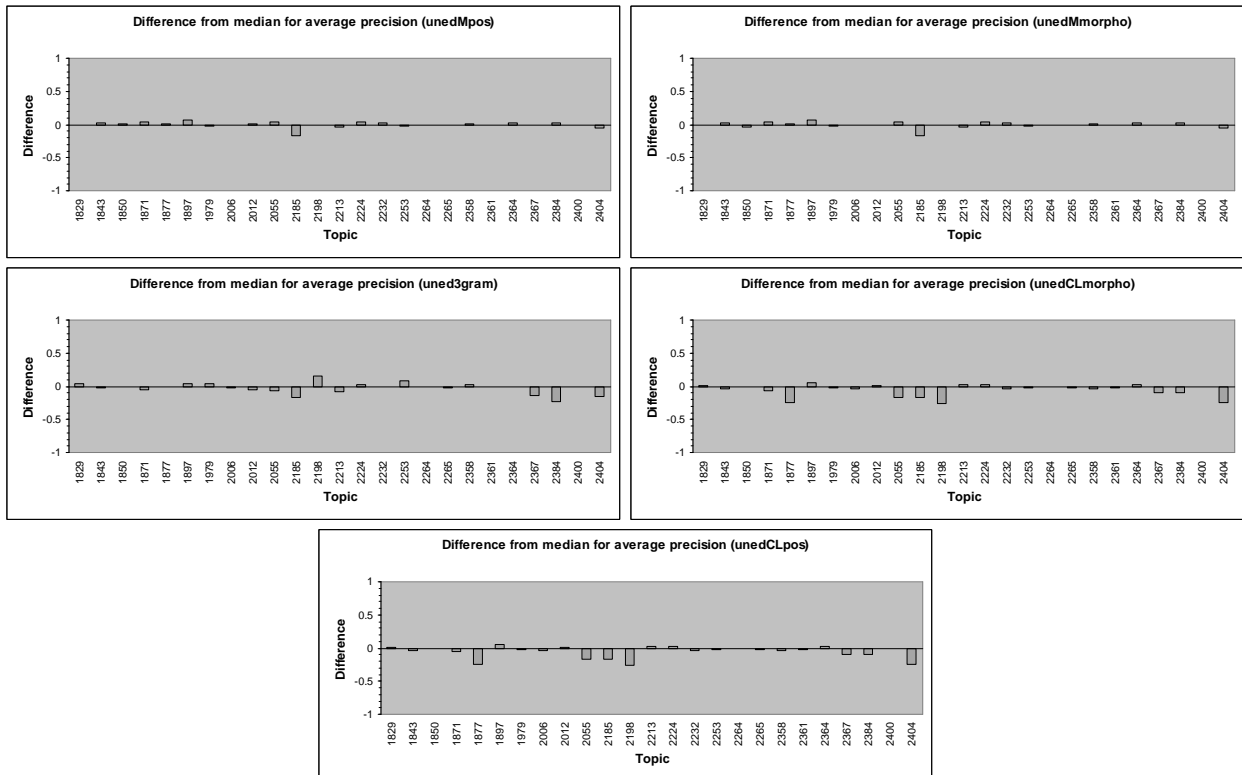 Difference from median for average precision (unedMpos)
Difference
1
0.5
0
-0.5
-1
1829 1843 1850 1871 1877 1897 1979 2006 2012 2055 2185 2198 2213 2224 2232 2253 2264 2265 2358 2361 2364 2367 2384 2400 2404
Topic
Difference from median for average precision (unedMmorpho)
Difference
1
0.5
0
-0.5
-1
1829 1843 1850 1871 1877 1897 1979 2006 2012 2055 2185 2198 2213 2224 2232 2253 2264 2265 2358 2361 2364 2367 2384 2400 2404
Topic
Difference from median for average precision (uned3gram)
Difference
1
0.5
0
-0.5
-1
1829 1843 1850 1871 1877 1897 1979 2006 2012 2055 2185 2198 2213 2224 2232 2253 2264 2265 2358 2361 2364 2367 2384 2400 2404
Topic
Difference from median for average precision (unedCLmorpho)
Difference
1
0.5
0
-0.5
-1
1829 1843 1850 1871 1877 1897 1979 2006 2012 2055 2185 2198 2213 2224 2232 2253 2264 2265 2358 2361 2364 2367 2384 2400 2404
Topic
Difference from median for average precision (unedCLpos)
Difference
1
0.5
0
-0.5
-1
1829 1843 1850 1871 1877 1897 1979 2006 2012 2055 2185 2198 2213 2224 2232 2253 2264 2265 2358 2361 2364 2367 2384 2400 2404
Topic